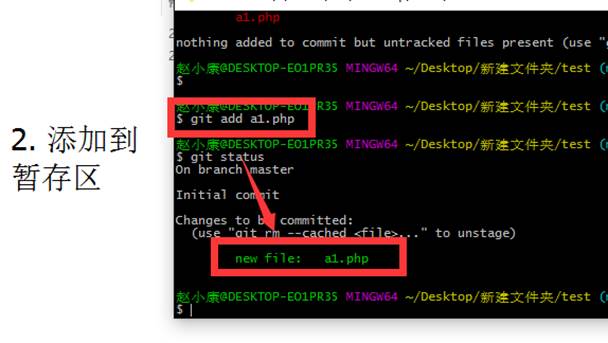 2. 添加到
暂存区
a1.php
nothing added to commit but untracked files present (use "g
赵小康@DESKTOP-EO1PR3S MINGW64 ~/Desktop/新建文件夹/test (
$
赵小康@DESKTOP-EO1PR3S MINGW64 ~/Desktop/新建文件夹/test (
$ git add a1.php
赵小康@DESKTOP-EO1PR3S MINGW64 ~/Desktop/新建文件夹/test (
$ git status
On branch master
Initial commit
Changes to be committed:
(use "git rm --cached <file>..." to unstage)
new file: a1.php
赵小康@DESKTOP-EO1PR3S MINGW64 ~/Desktop/新建文件夹/test (
$